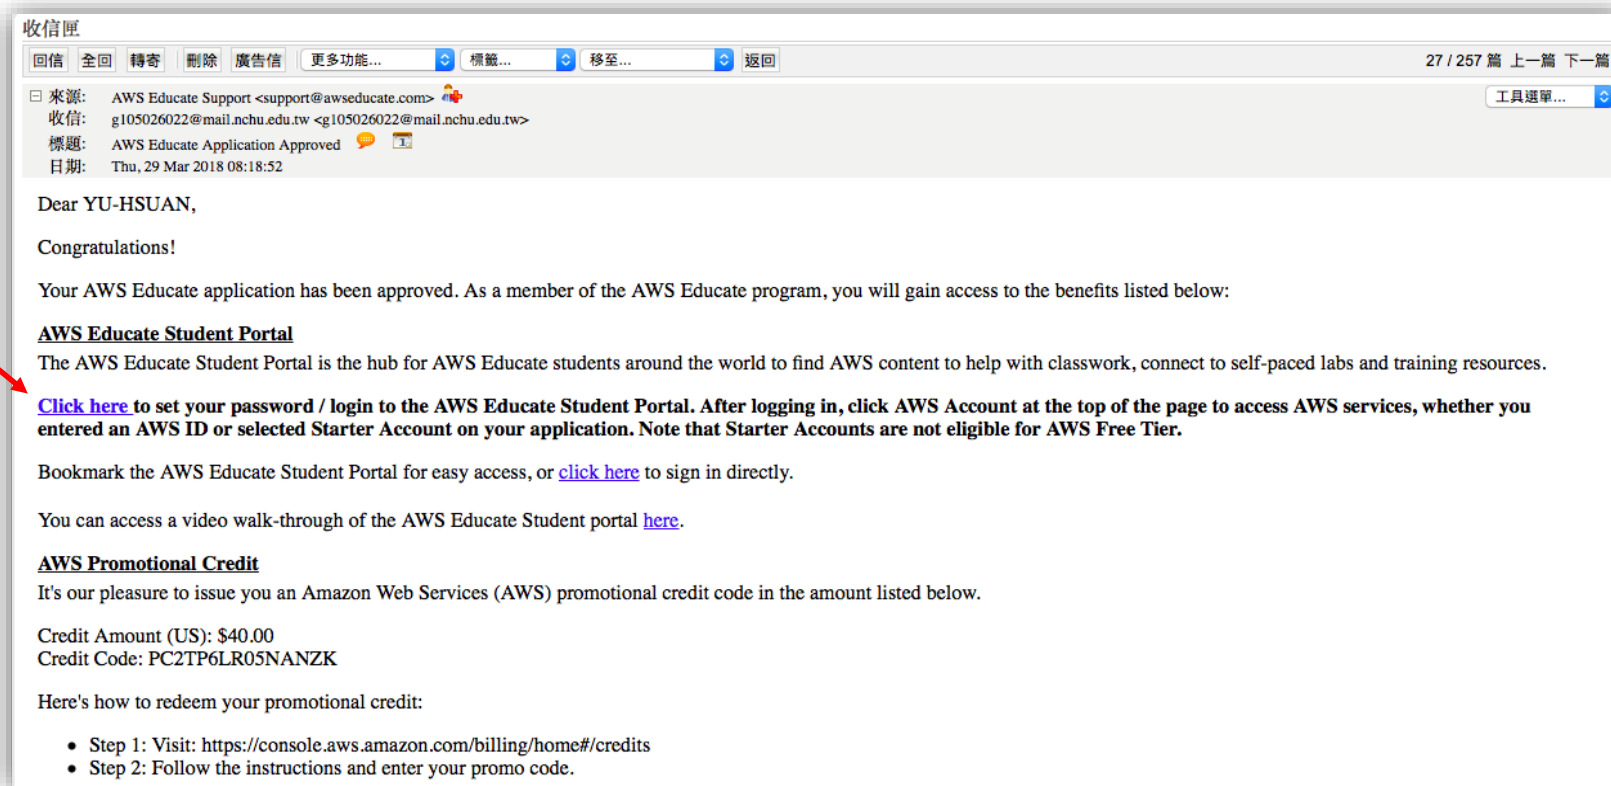 收信匣
回信 全回 轉寄 刪除 廣告信 更多功能... 標籤... 移至... 返回 27 / 257 篇 上一篇 下一篇
來源: AWS Educate Support <support@awseducate.com> 工具選單...
收信: g105026022@mail.nchu.edu.tw <g105026022@mail.nchu.edu.tw>
標題: AWS Educate Application Approved
日期: Thu, 29 Mar 2018 08:18:52
Dear YU-HSUAN,
Congratulations!
Your AWS Educate application has been approved. As a member of the AWS Educate program, you will gain access to the benefits listed below:
AWS Educate Student Portal
The AWS Educate Student Portal is the hub for AWS Educate students around the world to find AWS content to help with classwork, connect to self-paced labs and training resources.
Click here to set your password / login to the AWS Educate Student Portal. After logging in, click AWS Account at the top of the page to access AWS services, whether you
entered an AWS ID or selected Starter Account on your application. Note that Starter Accounts are not eligible for AWS Free Tier.
Bookmark the AWS Educate Student Portal for easy access, or click here to sign in directly.
You can access a video walk-through of the AWS Educate Student portal here.
AWS Promotional Credit
It's our pleasure to issue you an Amazon Web Services (AWS) promotional credit code in the amount listed below.
Credit Amount (US): $40.00
Credit Code: PC2TP6LR05NANZK
Here's how to redeem your promotional credit:
• Step 1: Visit: https://console.aws.amazon.com/billing/home#/credits
• Step 2: Follow the instructions and enter your promo code.